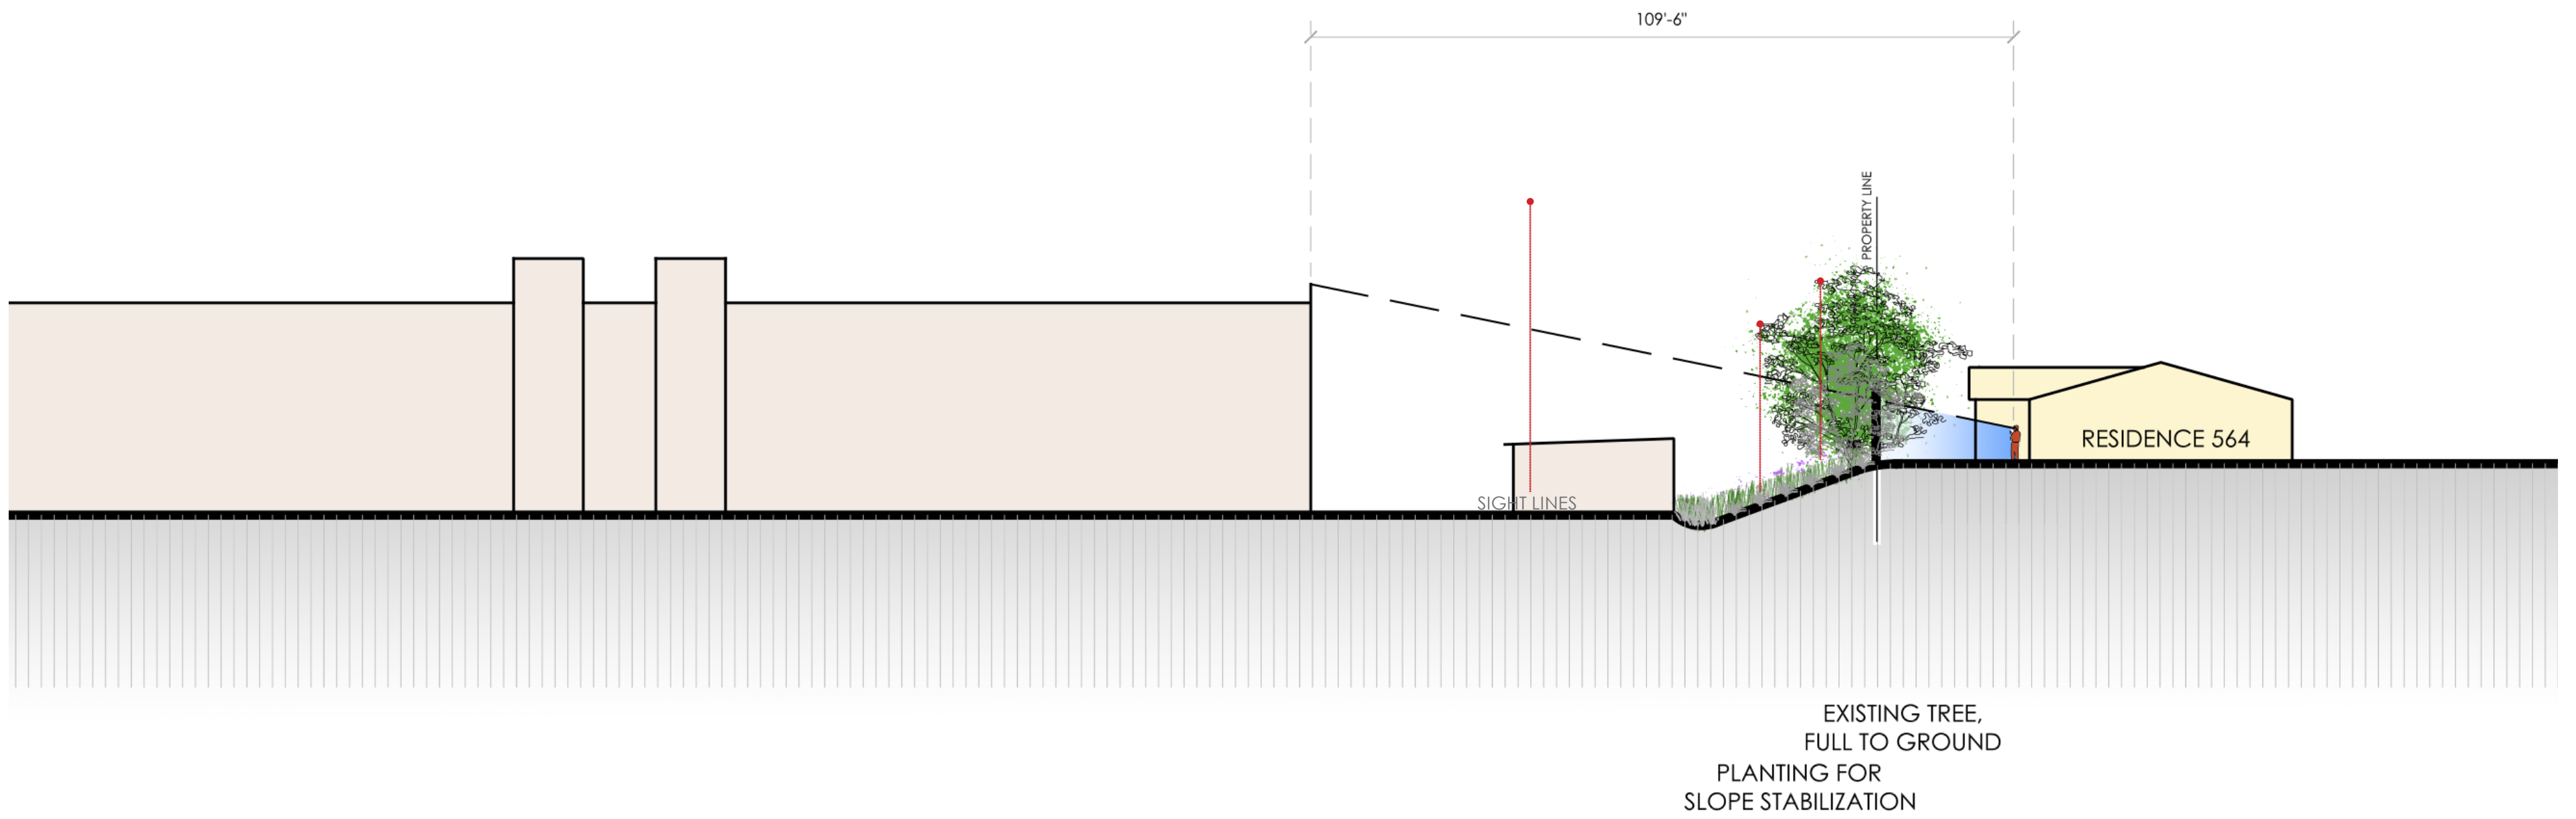 109'-6"
PROPERTY LINE
RESIDENCE 564
SIGHT LINES
EXISTING TREE,
FULL TO GROUND
PLANTING FOR
SLOPE STABILIZATION